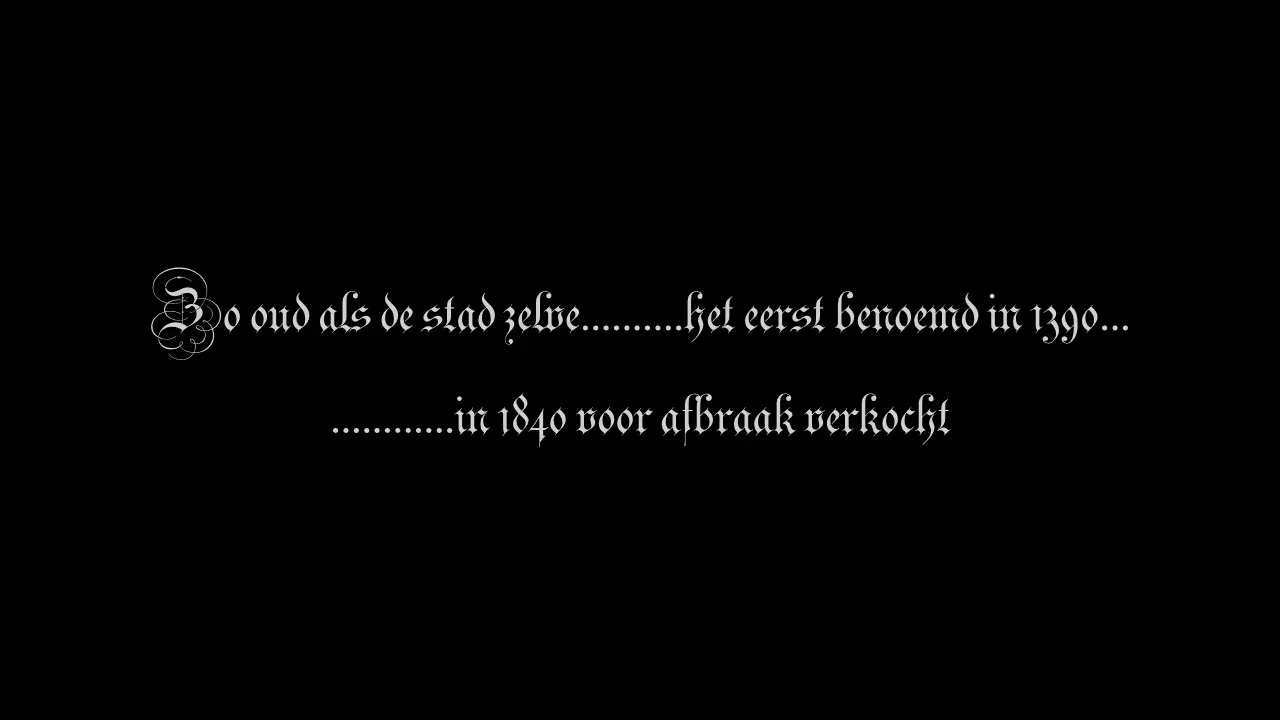 Zo oud als de stad zelve..........het eerst benoemd in 1390...
............in 1840 voor afbraak verkocht